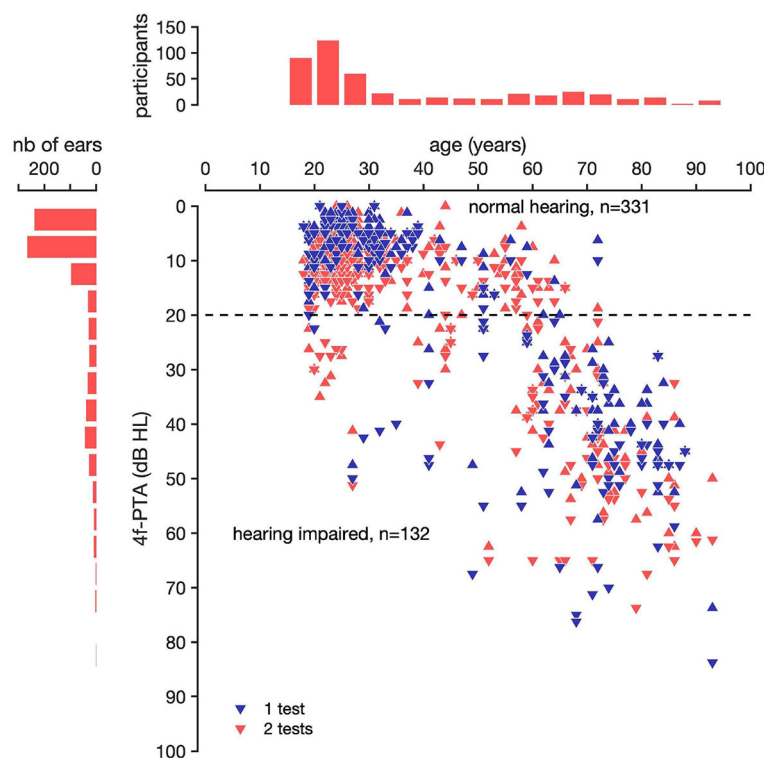 participants
150
100
50
0
nb of ears
200 0
age (years)
0 10 20 30 40 50 60 70 80 90 100
4f-PTA (dB HL)
0
10
20
30
40
50
60
70
80
90
100
normal hearing, n=331
hearing impaired, n=132
1 test
2 tests